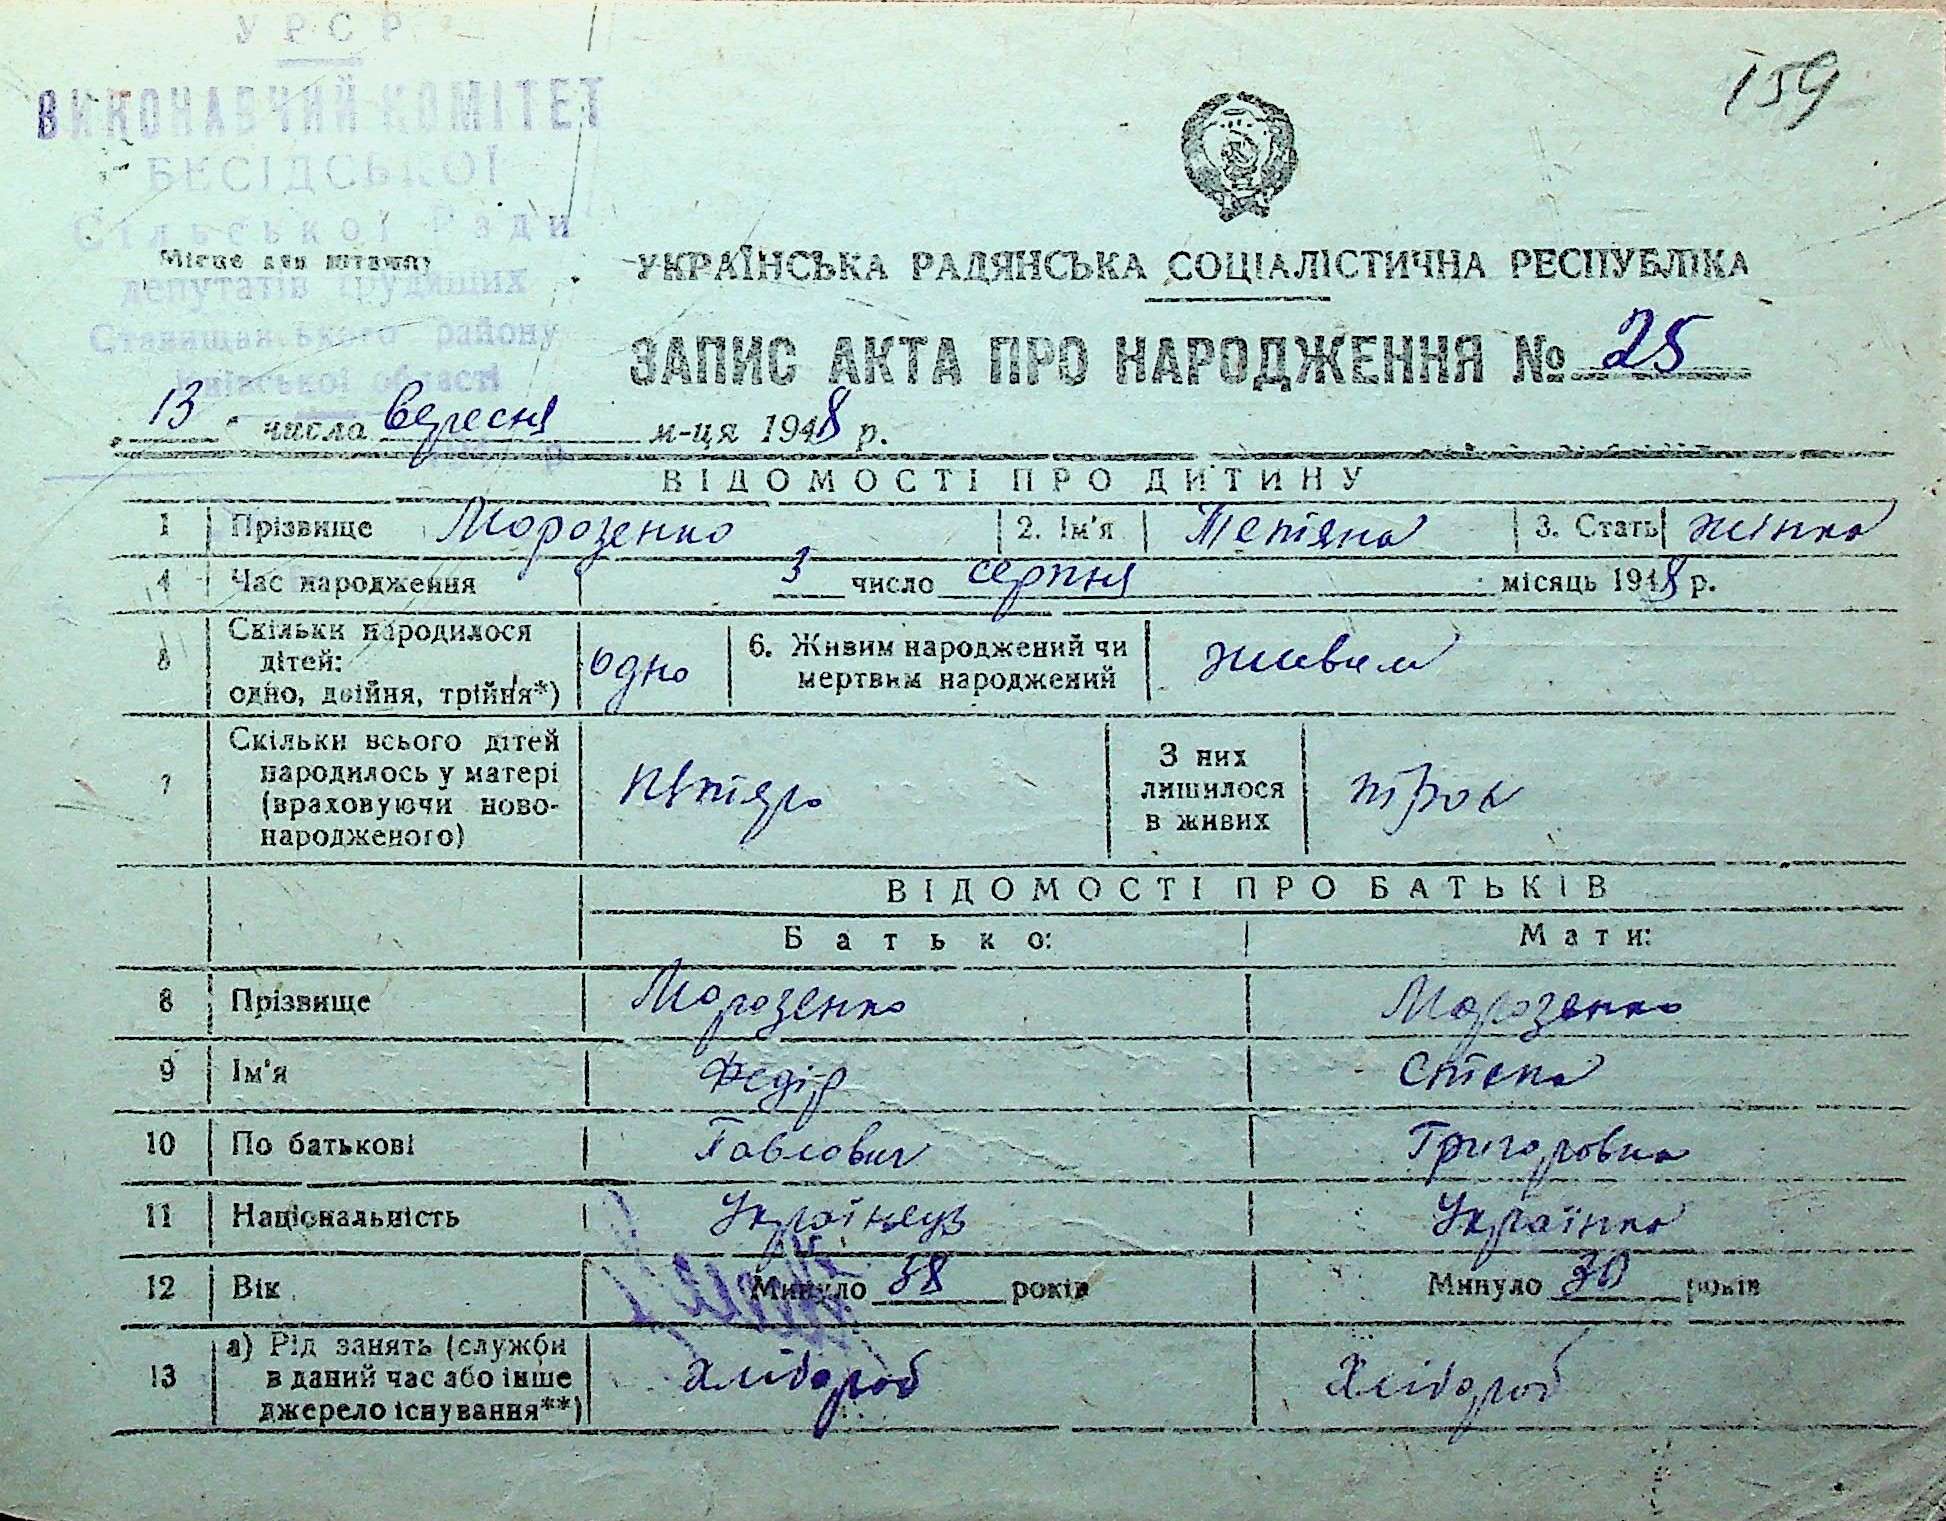 УРСР
ВИКОНАВЧИЙ КОМІТЕТ
БЕСІДСЬКОЇ
Сільської Ради
Місце для штампу
депутатів трудящих
Ставищанського району
Київської області
159
УКРАЇНСЬКА РАДЯНСЬКА СОЦІАЛІСТИЧНА РЕСПУБЛІКА
ЗАПИС АКТА ПРО НАРОДЖЕННЯ № 25
13 числа вересня м-ця 1948 р.
ВІДОМОСТІ ПРО ДИТИНУ
1 Прізвище Морозенко 2. Ім'я Тетяна 3. Стать жінка
4 Час народження 3 число серпня місяць 1948 р.
5 Скільки народилося дітей: одно, двійня, трійня*) одно 6. Живим народжений чи мертвим народжений живим
7 Скільки всього дітей народилось у матері (враховуючи ново-народженого) пятяро З них лишилося в живих троє
ВІДОМОСТІ ПРО БАТЬКІВ
Батько: Мати:
8 Прізвище Морозенко Морозенко
9 Ім'я Федір Степа
10 По батькові Павлович Григоровна
11 Національність Українець Українка
12 Вік Минуло 38 років Минуло 30 років
13 а) Рід занять (служби в даний час або інше джерело існування**) Хлібороб Хлібороб